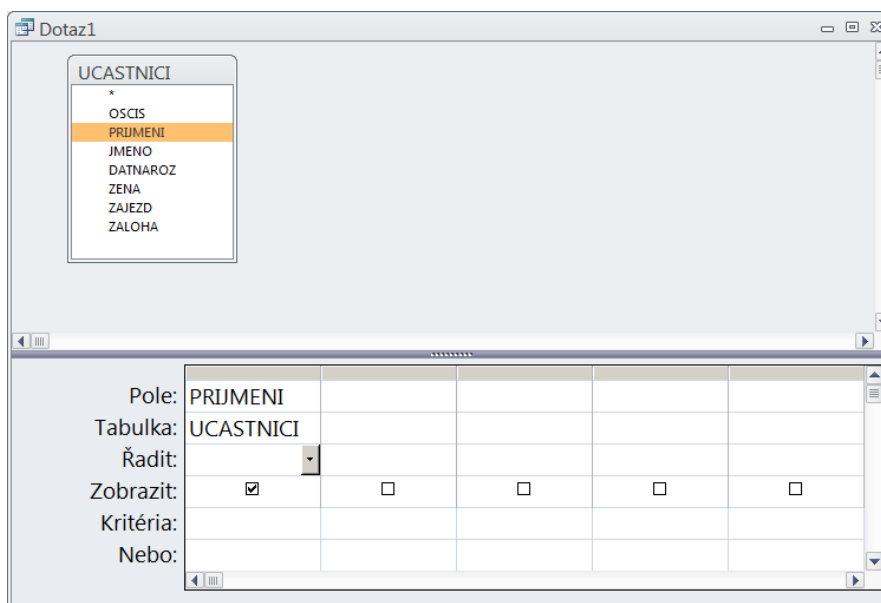 Dotaz1
UCASTNICI
*
OSCIS
PRIJMENI
JMENO
DATNAROZ
ZENA
ZAJEZD
ZALOHA
Pole: PRIJMENI
Tabulka: UCASTNICI
Řadit:
Zobrazit:
Kritéria:
Nebo: